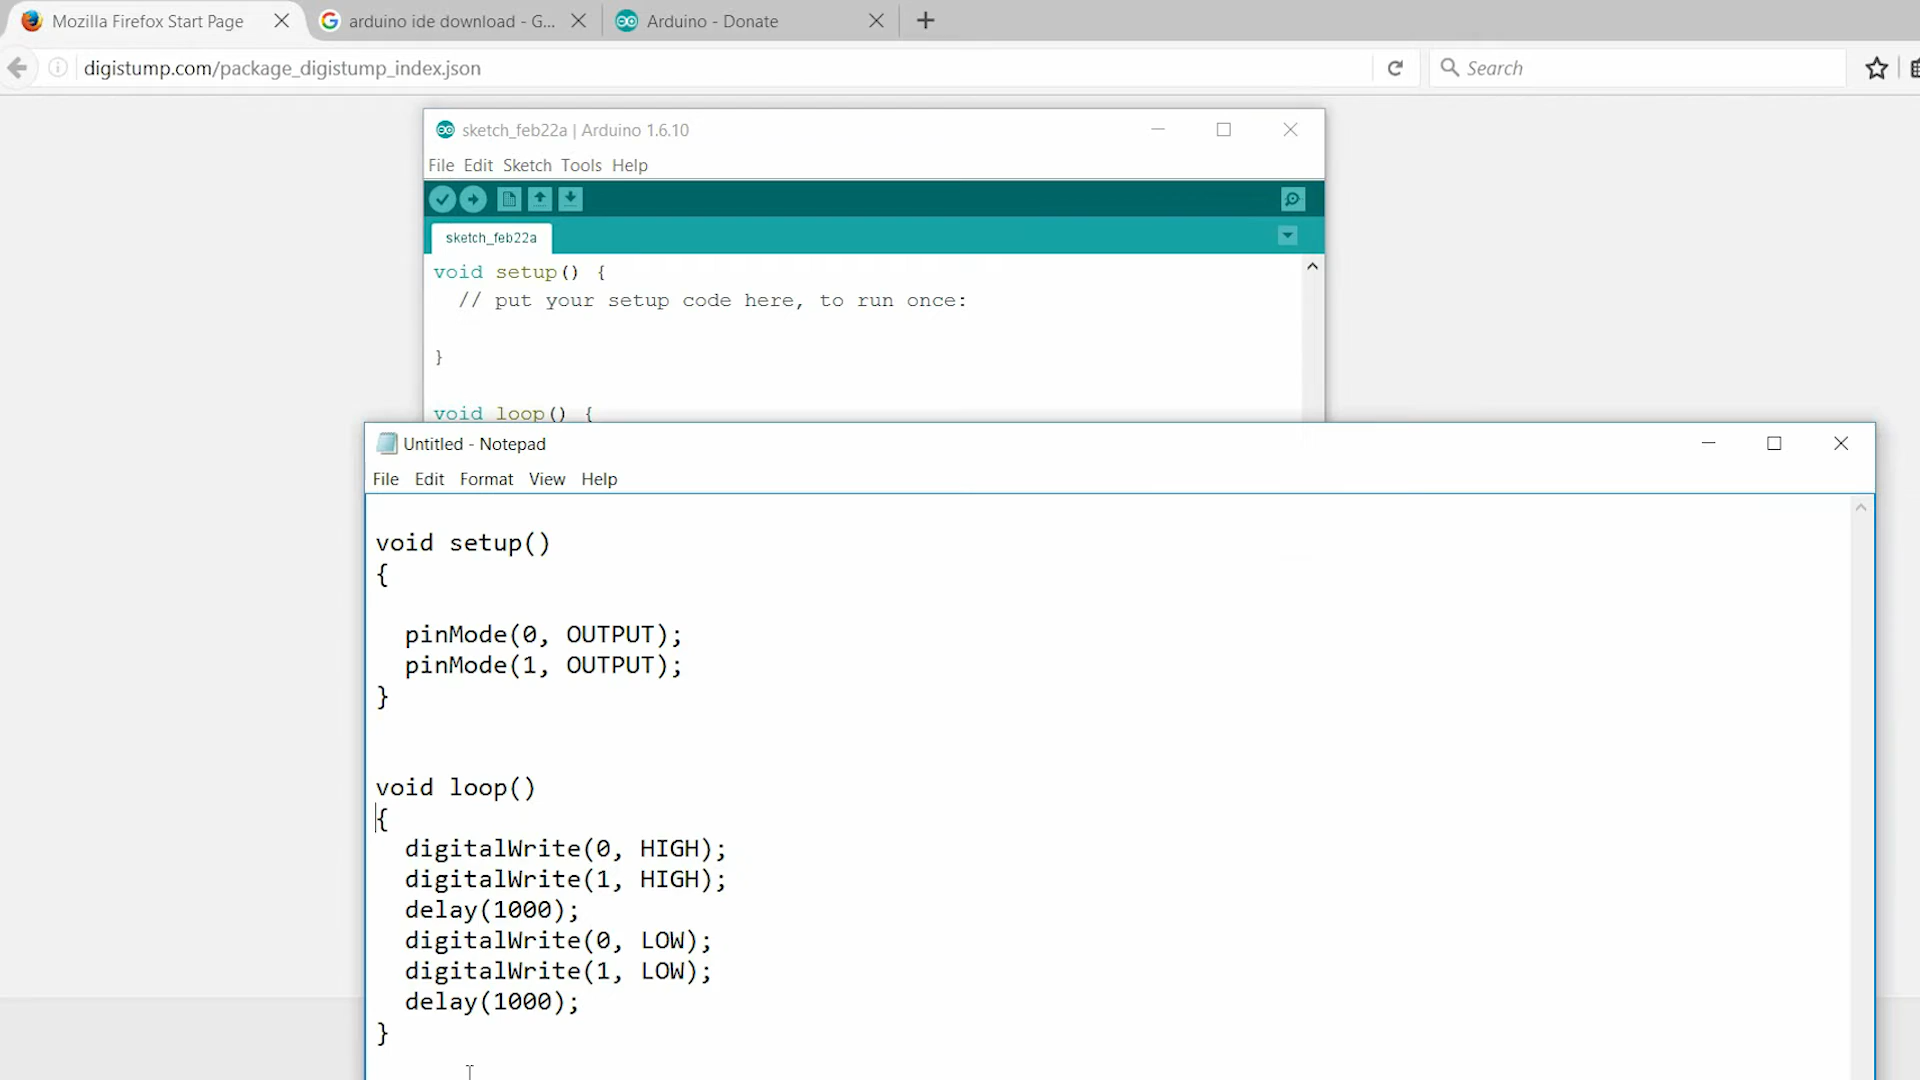 Mozilla Firefox Start Page
arduino ide download - G...
Arduino - Donate
digistump.com/package_digistump_index.json
Search
sketch_feb22a | Arduino 1.6.10
File Edit Sketch Tools Help
sketch_feb22a
void setup() {
// put your setup code here, to run once:
}
void loop() {
Untitled - Notepad
File Edit Format View Help
void setup()
{
pinMode(0, OUTPUT);
pinMode(1, OUTPUT);
}
void loop()
{
digitalWrite(0, HIGH);
digitalWrite(1, HIGH);
delay(1000);
digitalWrite(0, LOW);
digitalWrite(1, LOW);
delay(1000);
}